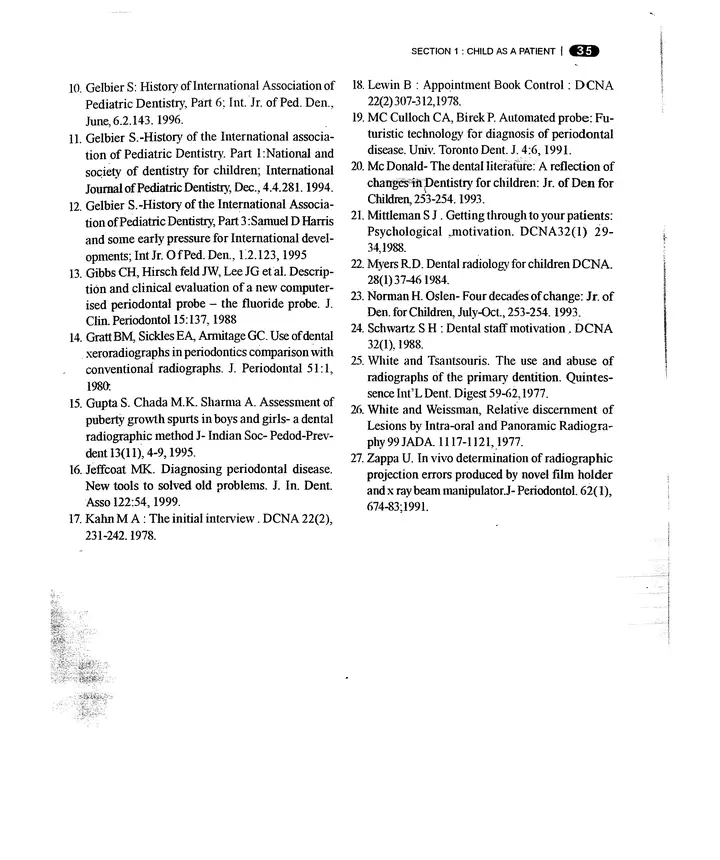 SECTION 1 : CHILD AS A PATIENT | 35
10. Gelbier S: History of International Association of
Pediatric Dentistry, Part 6; Int. Jr. of Ped. Den.,
June, 6.2.143. 1996.
11. Gelbier S.-History of the International associa-
tion of Pediatric Dentistry. Part 1:National and
society of dentistry for children; International
Journal of Pediatric Dentistry, Dec., 4.4.281. 1994.
12. Gelbier S.-History of the International Associa-
tion of Pediatric Dentistry, Part 3:Samuel D Harris
and some early pressure for International devel-
opments; Int Jr. Of Ped. Den., 1.2.123, 1995
13. Gibbs CH, Hirsch feld JW, Lee JG et al. Descrip-
tion and clinical evaluation of a new computer-
ised periodontal probe – the fluoride probe. J.
Clin. Periodontol 15:137, 1988
14. Gratt BM, Sickles EA, Armitage GC. Use of dental
xeroradiographs in periodontics comparison with
conventional radiographs. J. Periodontal 51:1,
1980:
15. Gupta S. Chada M.K. Sharma A. Assessment of
puberty growth spurts in boys and girls- a dental
radiographic method J- Indian Soc- Pedod-Prev-
dent 13(11), 4-9, 1995.
16. Jeffcoat MK. Diagnosing periodontal disease.
New tools to solved old problems. J. In. Dent.
Asso 122:54, 1999.
17. Kahn M A : The initial interview . DCNA 22(2),
231-242. 1978.
18. Lewin B : Appointment Book Control : DCNA
22(2) 307-312,1978.
19. MC Culloch CA, Birek P. Automated probe: Fu-
turistic technology for diagnosis of periodontal
disease. Univ. Toronto Dent. J. 4:6, 1991.
20. Mc Donald- The dental literature: A reflection of
changes in Dentistry for children: Jr. of Den for
Children, 253-254. 1993.
21. Mittleman S J . Getting through to your patients:
Psychological ,motivation. DCNA32(1) 29-
34,1988.
22. Myers R.D. Dental radiology for children DCNA.
28(1) 37-46 1984.
23. Norman H. Oslen- Four decades of change: Jr. of
Den. for Children, July-Oct., 253-254. 1993.
24. Schwartz S H : Dental staff motivation . DCNA
32(1), 1988.
25. White and Tsantsouris. The use and abuse of
radiographs of the primary dentition. Quintes-
sence Int'L Dent. Digest 59-62,1977.
26. White and Weissman, Relative discernment of
Lesions by Intra-oral and Panoramic Radiogra-
phy 99 JADA. 1117-1121, 1977.
27. Zappa U. In vivo determination of radiographic
projection errors produced by novel film holder
and x ray beam manipulator.J- Periodontol. 62(1),
674-83;1991.